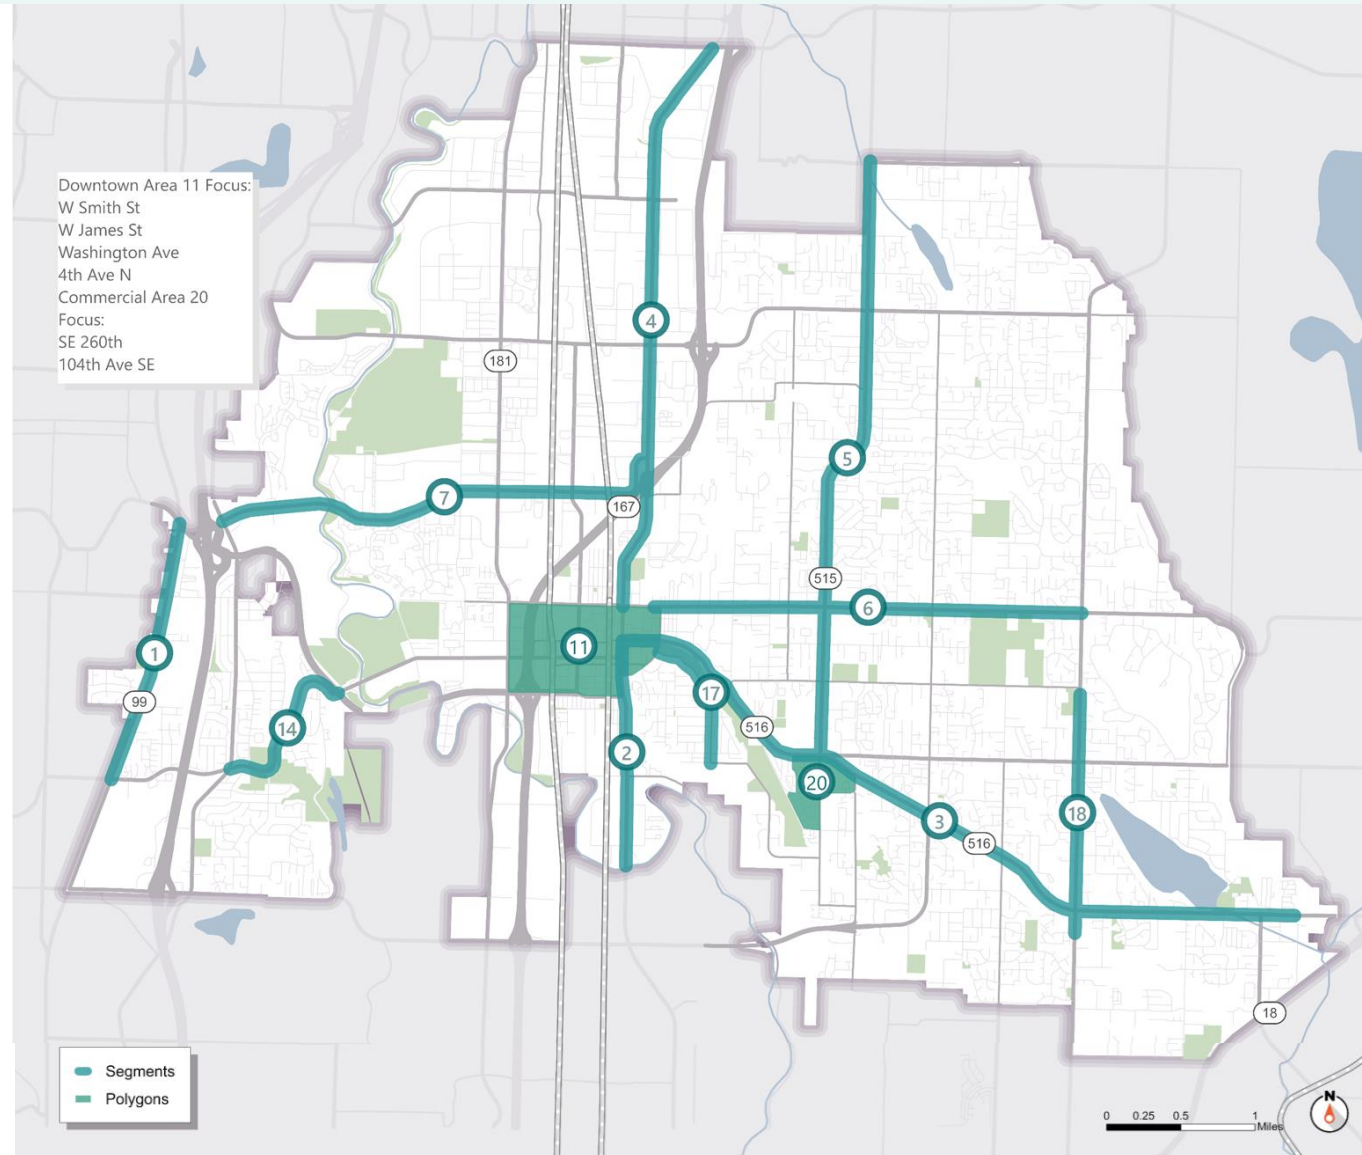 Downtown Area 11 Focus:
W Smith St
W James St
Washington Ave
4th Ave N
Commercial Area 20
Focus:
SE 260th
104th Ave SE
4
181
5
7
167
515
6
11
1
99
17
14
516
2
20
18
3
516
18
Segments
Polygons
0 0.25 0.5 1
Miles
N